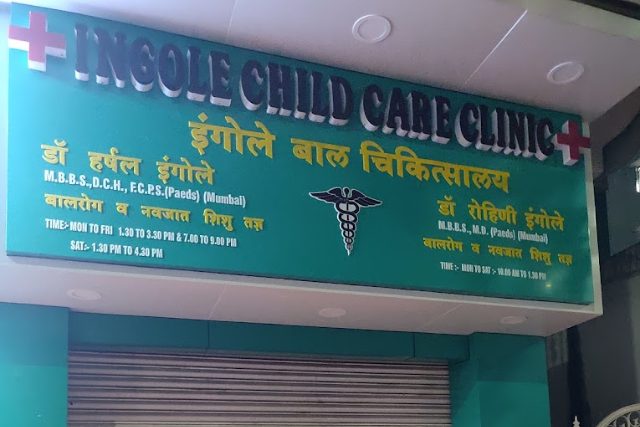 INGOLE CHILD CARE CLINIC
इंगोले बाल चिकित्सालय
डॉ हर्षल इंगोले
M.B.B.S.,D.C.H., F.C.P.S.(Paeds) (Mumbai)
बालरोग व नवजात शिशु तज्ञ
TIME:- MON TO FRI 1.30 TO 3.30 PM & 7.00 TO 9.00 PM
SAT:- 1.30 PM TO 4.30 PM
डॉ रोहिणी इंगोले
M.B.B.S., M.D. (Paeds) (Mumbai)
बालरोग व नवजात शिशु तज्ञ
TIME :- MON TO SAT :- 10.00 AM TO 1.30 PM